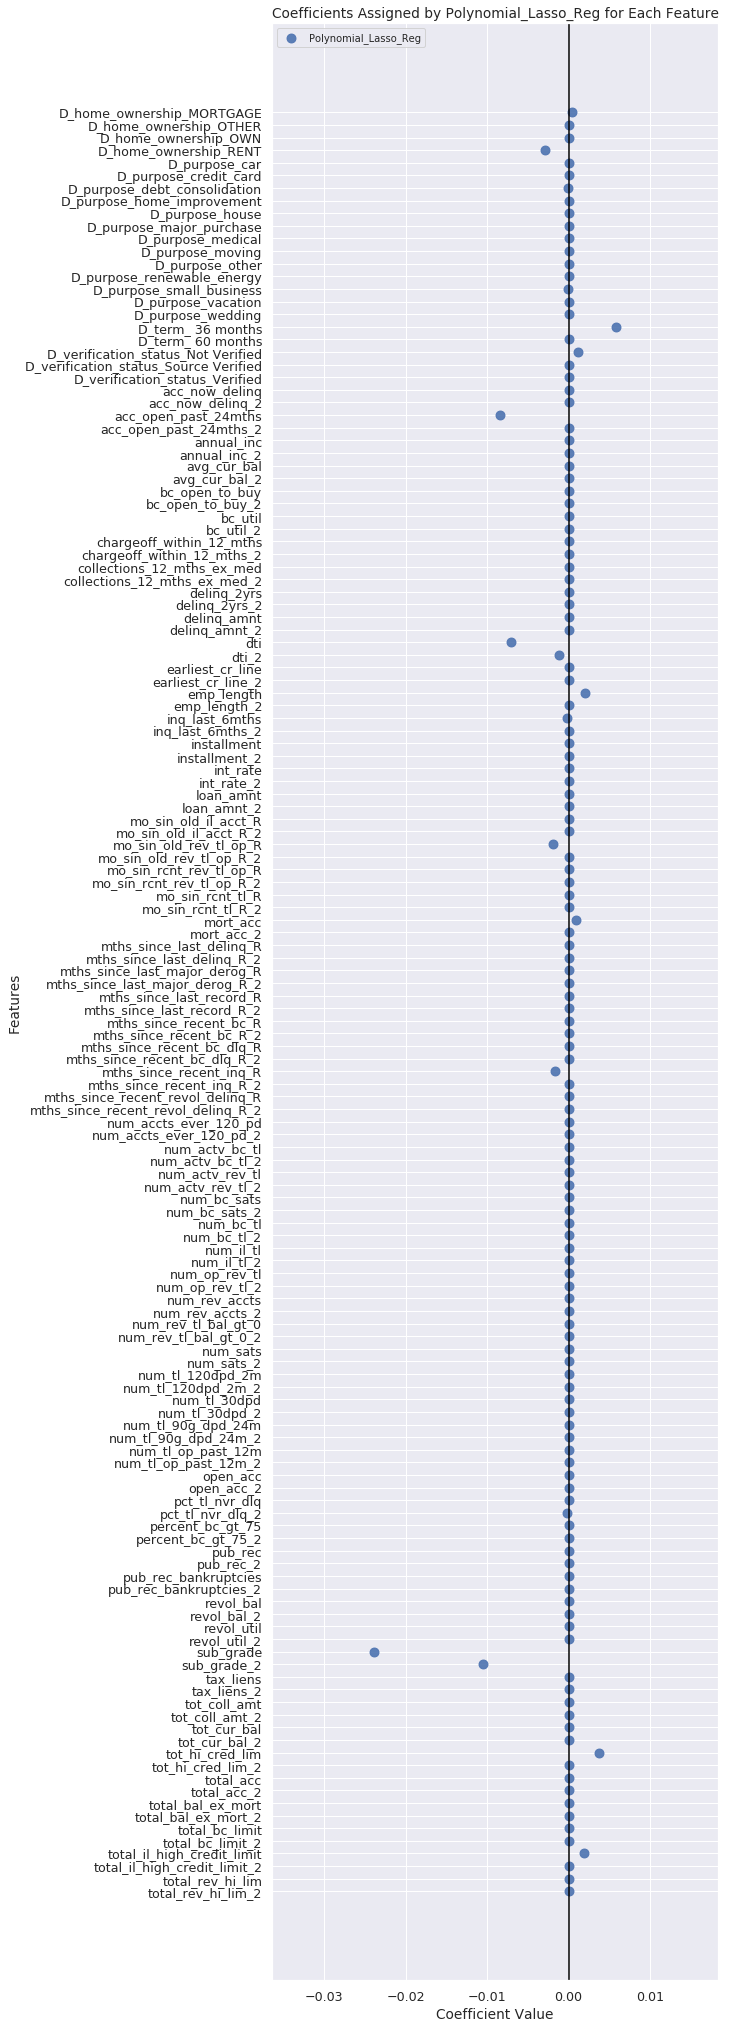 Coefficients Assigned by Polynomial_Lasso_Reg for Each Feature
Polynomial_Lasso_Reg
D_home_ownership_MORTGAGE
D_home_ownership_OTHER
D_home_ownership_OWN
D_home_ownership_RENT
D_purpose_car
D_purpose_credit_card
D_purpose_debt_consolidation
D_purpose_home_improvement
D_purpose_house
D_purpose_major_purchase
D_purpose_medical
D_purpose_moving
D_purpose_other
D_purpose_renewable_energy
D_purpose_small_business
D_purpose_vacation
D_purpose_wedding
D_term_ 36 months
D_term_ 60 months
D_verification_status_Not Verified
D_verification_status_Source Verified
D_verification_status_Verified
acc_now_delinq
acc_now_delinq_2
acc_open_past_24mths
acc_open_past_24mths_2
annual_inc
annual_inc_2
avg_cur_bal
avg_cur_bal_2
bc_open_to_buy
bc_open_to_buy_2
bc_util
bc_util_2
chargeoff_within_12_mths
chargeoff_within_12_mths_2
collections_12_mths_ex_med
collections_12_mths_ex_med_2
delinq_2yrs
delinq_2yrs_2
delinq_amnt
delinq_amnt_2
dti
dti_2
earliest_cr_line
earliest_cr_line_2
emp_length
emp_length_2
inq_last_6mths
inq_last_6mths_2
installment
installment_2
int_rate
int_rate_2
loan_amnt
loan_amnt_2
mo_sin_old_il_acct_R
mo_sin_old_il_acct_R_2
mo_sin_old_rev_tl_op_R
mo_sin_old_rev_tl_op_R_2
mo_sin_rcnt_rev_tl_op_R
mo_sin_rcnt_rev_tl_op_R_2
mo_sin_rcnt_tl_R
mo_sin_rcnt_tl_R_2
mort_acc
mort_acc_2
mths_since_last_delinq_R
mths_since_last_delinq_R_2
mths_since_last_major_derog_R
mths_since_last_major_derog_R_2
mths_since_last_record_R
mths_since_last_record_R_2
mths_since_recent_bc_R
mths_since_recent_bc_R_2
mths_since_recent_bc_dlq_R
mths_since_recent_bc_dlq_R_2
mths_since_recent_inq_R
mths_since_recent_inq_R_2
mths_since_recent_revol_delinq_R
mths_since_recent_revol_delinq_R_2
num_accts_ever_120_pd
num_accts_ever_120_pd_2
num_actv_bc_tl
num_actv_bc_tl_2
num_actv_rev_tl
num_actv_rev_tl_2
num_bc_sats
num_bc_sats_2
num_bc_tl
num_bc_tl_2
num_il_tl
num_il_tl_2
num_op_rev_tl
num_op_rev_tl_2
num_rev_accts
num_rev_accts_2
num_rev_tl_bal_gt_0
num_rev_tl_bal_gt_0_2
num_sats
num_sats_2
num_tl_120dpd_2m
num_tl_120dpd_2m_2
num_tl_30dpd
num_tl_30dpd_2
num_tl_90g_dpd_24m
num_tl_90g_dpd_24m_2
num_tl_op_past_12m
num_tl_op_past_12m_2
open_acc
open_acc_2
pct_tl_nvr_dlq
pct_tl_nvr_dlq_2
percent_bc_gt_75
percent_bc_gt_75_2
pub_rec
pub_rec_2
pub_rec_bankruptcies
pub_rec_bankruptcies_2
revol_bal
revol_bal_2
revol_util
revol_util_2
sub_grade
sub_grade_2
tax_liens
tax_liens_2
tot_coll_amt
tot_coll_amt_2
tot_cur_bal
tot_cur_bal_2
tot_hi_cred_lim
tot_hi_cred_lim_2
total_acc
total_acc_2
total_bal_ex_mort
total_bal_ex_mort_2
total_bc_limit
total_bc_limit_2
total_il_high_credit_limit
total_il_high_credit_limit_2
total_rev_hi_lim
total_rev_hi_lim_2
Features
−0.03 −0.02 −0.01 0.00 0.01
Coefficient Value